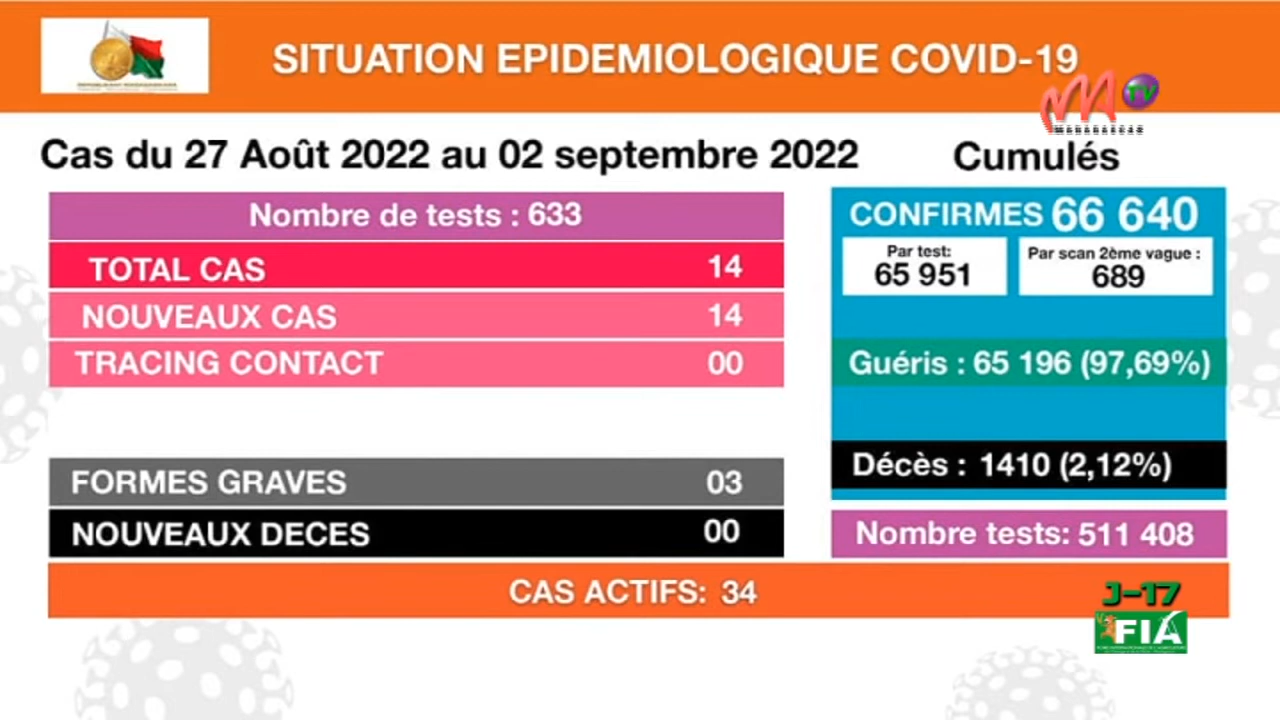 SITUATION EPIDEMIOLOGIQUE COVID-19
TV
MADAGASCAR
Cas du 27 Août 2022 au 02 septembre 2022
Cumulés
Nombre de tests : 633
TOTAL CAS 14
NOUVEAUX CAS 14
TRACING CONTACT 00
FORMES GRAVES 03
NOUVEAUX DECES 00
CONFIRMES 66 640
Par test:
65 951
Par scan 2ème vague :
689
Guéris : 65 196 (97,69%)
Décès : 1410 (2,12%)
Nombre tests: 511 408
CAS ACTIFS: 34
J-17
FIA